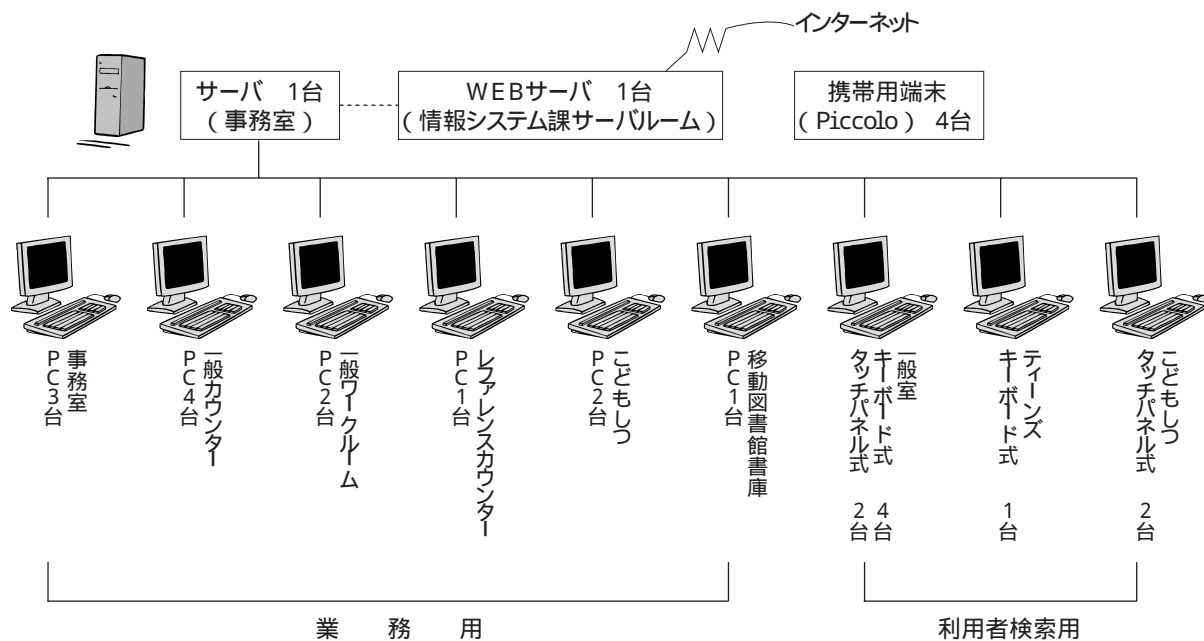 インターネット
サーバ 1台
(事務室)
WEBサーバ 1台
(情報システム課サーバルーム)
携帯用端末
(Piccolo) 4台
事務室
PC3台
一般カウンター
PC4台
一般ワークルーム
PC2台
レファレンスカウンター
PC1台
こどもしつ
PC2台
移動図書館書庫
PC1台
一般室
キーボード式 4台
タッチパネル式 2台
ティーンズ
キーボード式 1台
こどもしつ
タッチパネル式 2台
業務用
利用者検索用